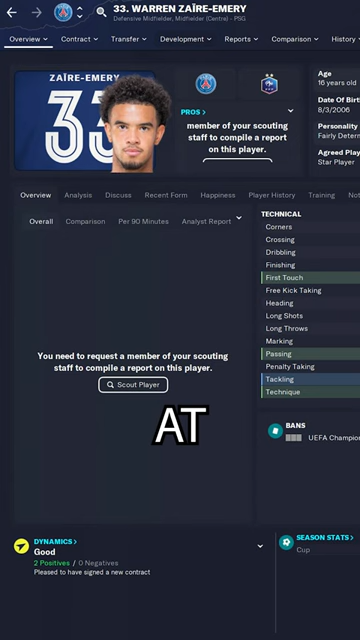 33. WARREN ZAÏRE-EMERY
Defensive Midfielder, Midfielder (Centre) - PSG
Overview
Contract
Transfer
Development
Reports
Comparison
History
ZAÏRE-EMERY
33
PROS >
member of your scouting
staff to compile a report
on this player.
Age
16 years old
Date Of Birt
8/3/2006
Personality
Fairly Deter
Agreed Play
Star Player
Overview Analysis Discuss Recent Form Happiness Player History Training Not
Overall Comparison Per 90 Minutes Analyst Report
You need to request a member of your scouting
staff to compile a report on this player.
Scout Player
TECHNICAL
Corners
Crossing
Dribbling
Finishing
First Touch
Free Kick Taking
Heading
Long Shots
Long Throws
Marking
Passing
Penalty Taking
Tackling
Technique
AT
BANS
UEFA Champio
DYNAMICS >
Good
2 Positives / 0 Negatives
Pleased to have signed a new contract
SEASON STATS >
Cup